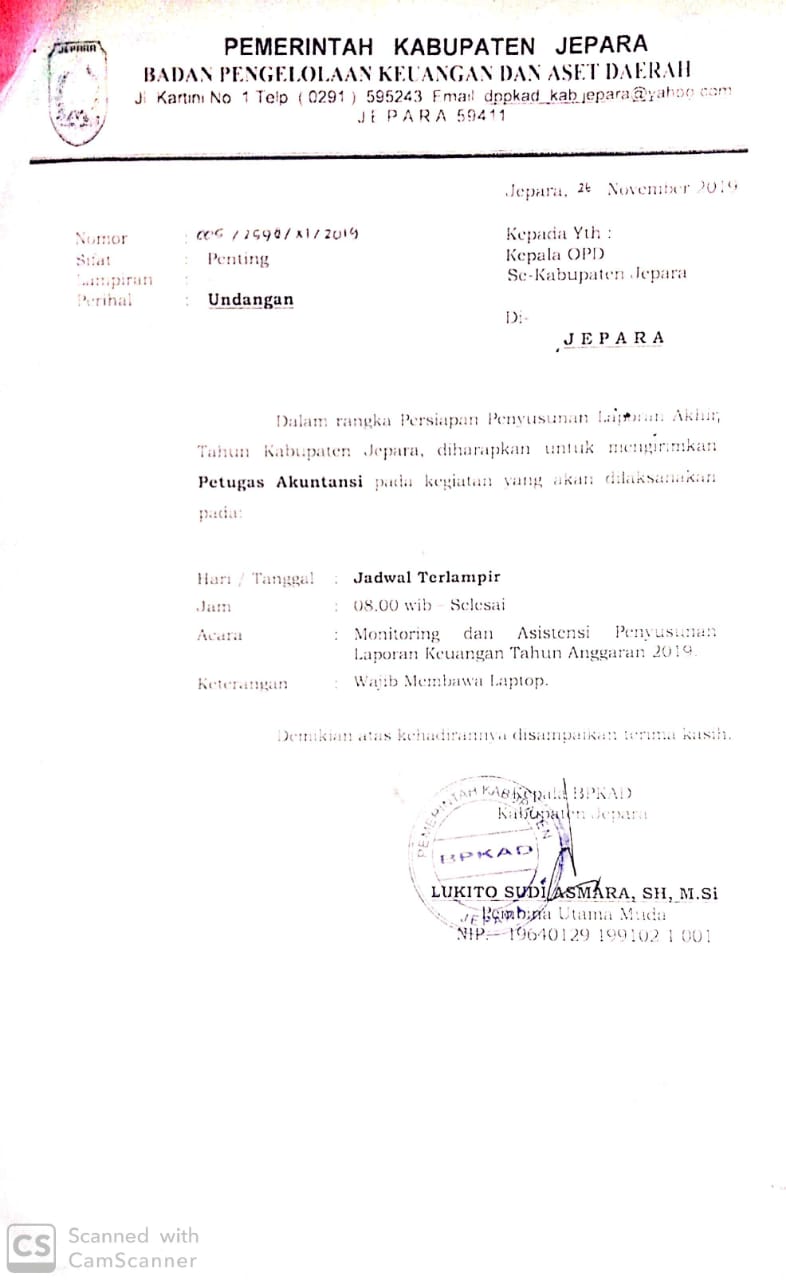 JEPARA
PEMERINTAH KABUPATEN JEPARA
BADAN PENGELOLAAN KEUANGAN DAN ASET DAERAH
Jl Kartini No 1 Telp ( 0291 ) 595243 Email dppkad_kab.jepara@yahoo.com
JEPARA 59411
Jepara, 26 November 2019
Nomor : /XI/2019
Sifat : Penting
Lampiran :
Perihal : Undangan
Kepada Yth :
Kepala OPD
Se-Kabupaten Jepara
Di-
JEPARA
Dalam rangka Persiapan Penyusunan Laporan Akhir
Tahun Kabupaten Jepara, diharapkan untuk mengirimkan
Petugas Akuntansi pada kegiatan yang akan dilaksanakan
pada:
Hari / Tanggal : Jadwal Terlampir
Jam : 08.00 wib - Selesai
Acara : Monitoring dan Asistensi Penyusunan
Laporan Keuangan Tahun Anggaran 2019.
Keterangan : Wajib Membawa Laptop.
Demikian atas kehadirannya disampaikan terima kasih.
Kepala BPKAD
Kabupaten Jepara
PEMERINTAH KABUPATEN
BPKAD
JEPARA
LUKITO SUDI ASMARA, SH, M.Si
Pembina Utama Muda
NIP. 19640129 199102 1 001
CS Scanned with
CamScanner